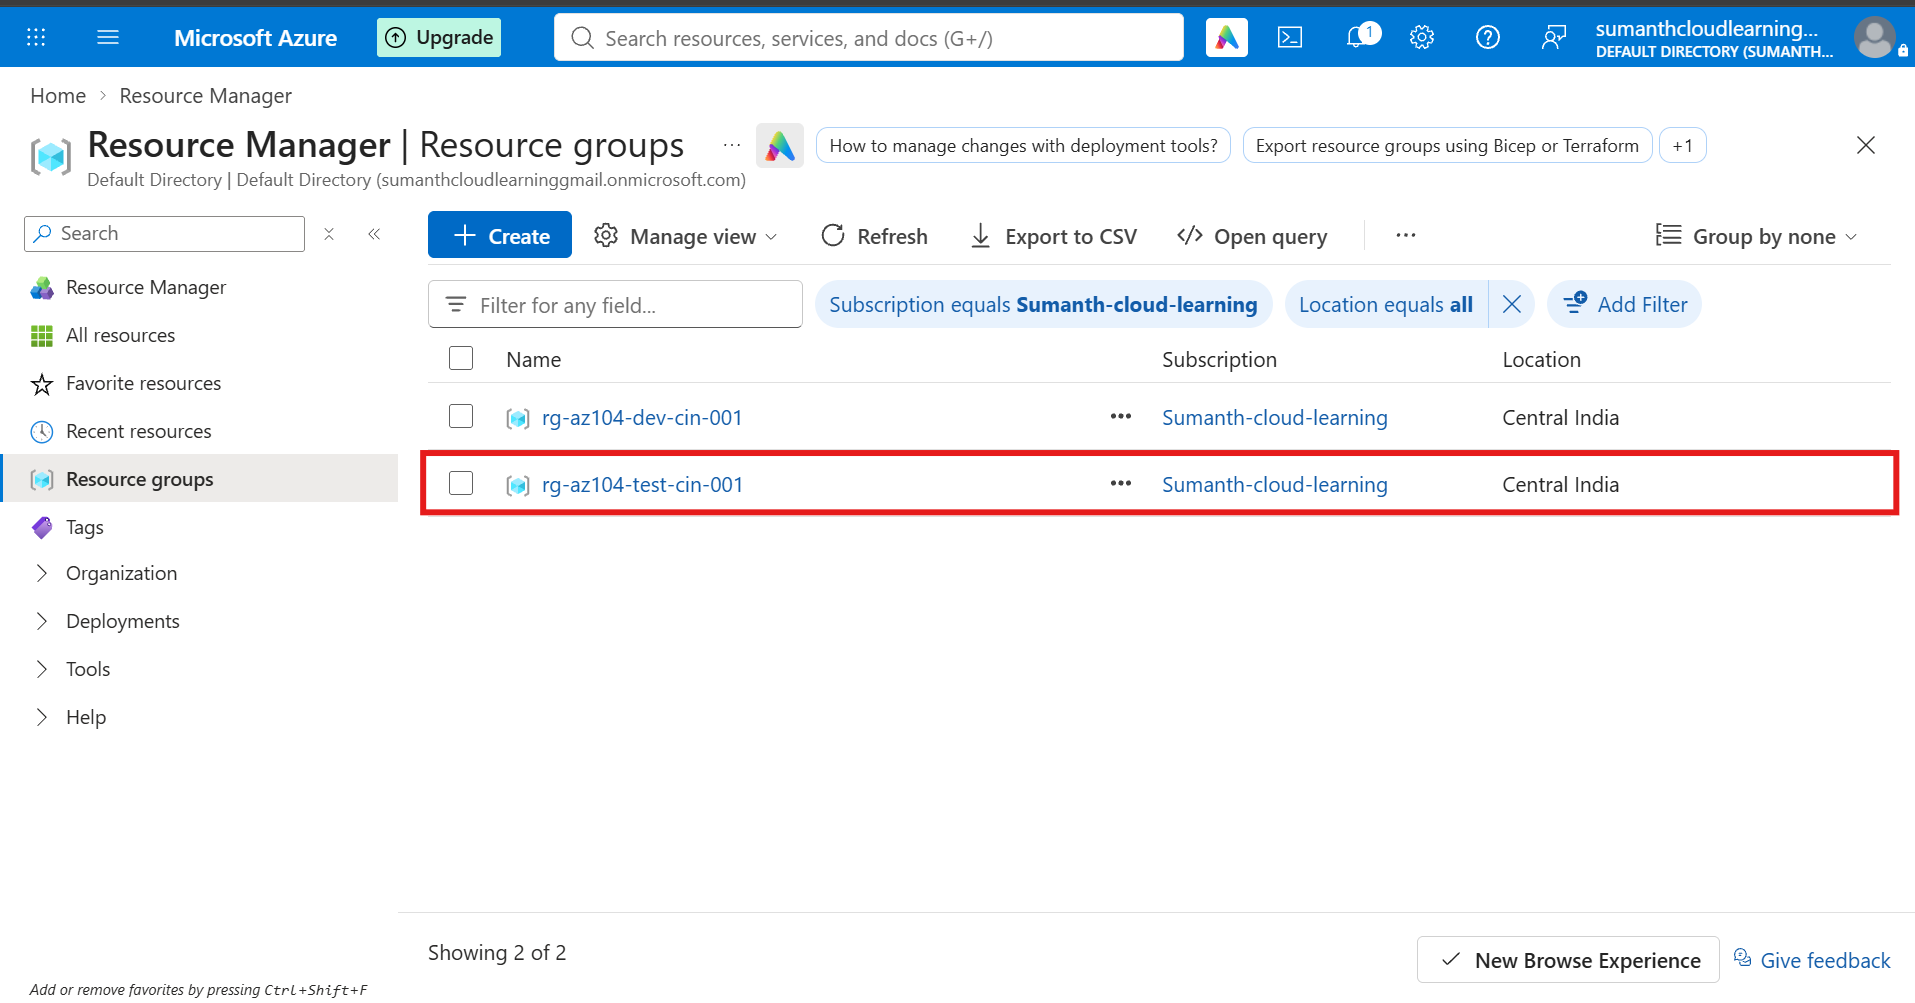 Microsoft Azure
Upgrade
Search resources, services, and docs (G+/)
1
sumanthcloudlearning...
DEFAULT DIRECTORY (SUMANTH...
Home > Resource Manager
Resource Manager | Resource groups
...
How to manage changes with deployment tools?
Export resource groups using Bicep or Terraform
+1
Default Directory | Default Directory (sumanthcloudlearninggmail.onmicrosoft.com)
Search
Resource Manager
All resources
Favorite resources
Recent resources
Resource groups
Tags
Organization
Deployments
Tools
Help
Add or remove favorites by pressing Ctrl+Shift+F
Create
Manage view
Refresh
Export to CSV
Open query
...
Group by none
Filter for any field...
Subscription equals Sumanth-cloud-learning
Location equals all
Add Filter
Name Subscription Location
rg-az104-dev-cin-001 ... Sumanth-cloud-learning Central India
rg-az104-test-cin-001 ... Sumanth-cloud-learning Central India
Showing 2 of 2
New Browse Experience
Give feedback